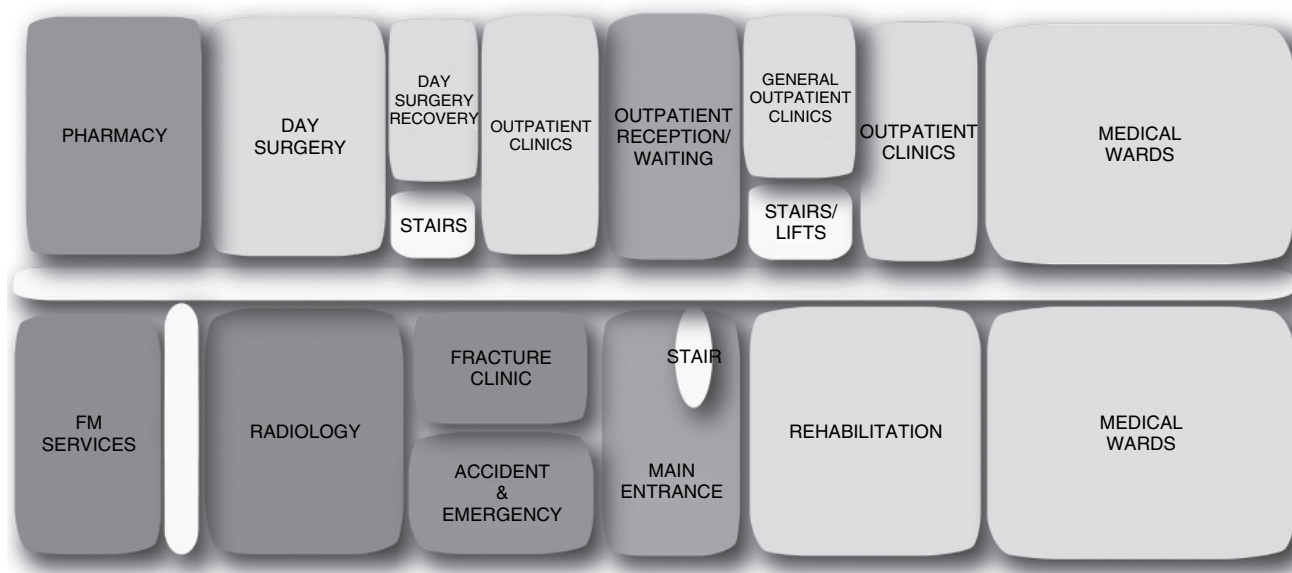 PHARMACY
DAY
SURGERY
DAY
SURGERY
RECOVERY
STAIRS
OUTPATIENT
CLINICS
OUTPATIENT
RECEPTION/
WAITING
GENERAL
OUTPATIENT
CLINICS
STAIRS/
LIFTS
OUTPATIENT
CLINICS
MEDICAL
WARDS
FM
SERVICES
RADIOLOGY
FRACTURE
CLINIC
ACCIDENT
&
EMERGENCY
STAIR
MAIN
ENTRANCE
REHABILITATION
MEDICAL
WARDS